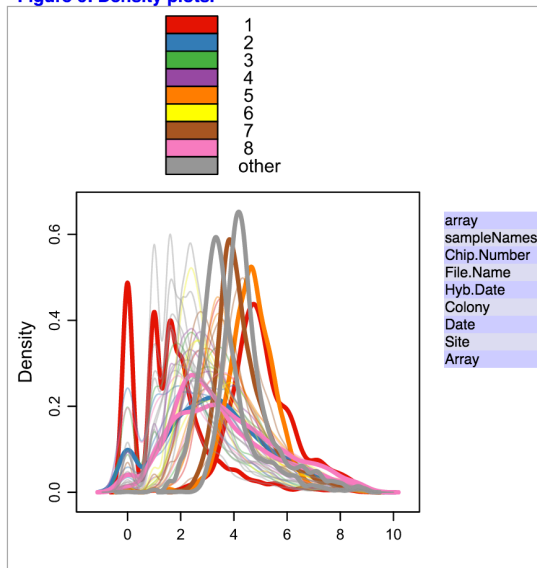 Figure 9: Density plots.
1
2
3
4
5
6
7
8
other
Density
0.0
0.2
0.4
0.6
0
2
4
6
8
10
array
sampleNames
Chip.Number
File.Name
Hyb.Date
Colony
Date
Site
Array